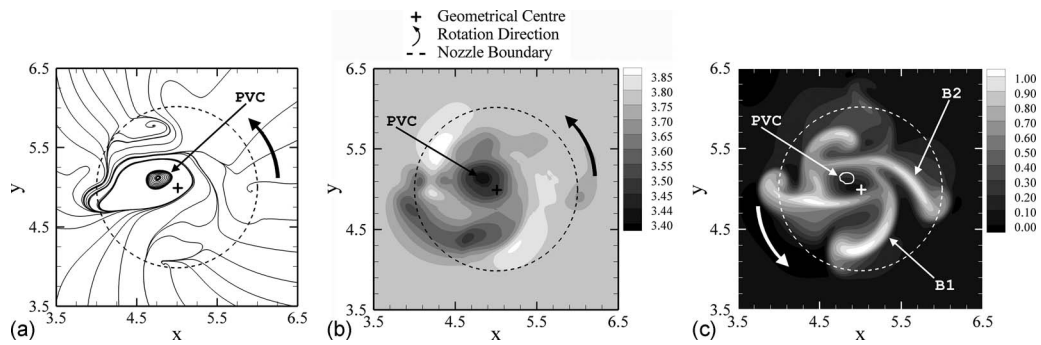 + Geometrical Centre
Rotation Direction
-- Nozzle Boundary
6.5
5.5
4.5
3.5
y
PVC
+
3.5
4.5
5.5
6.5
x
(a)
6.5
5.5
4.5
3.5
y
PVC
+
3.5
4.5
5.5
6.5
x
(b)
3.85
3.80
3.75
3.70
3.65
3.60
3.55
3.50
3.44
3.40
6.5
5.5
4.5
3.5
y
PVC
B2
+
B1
3.5
4.5
5.5
6.5
x
(c)
1.00
0.90
0.80
0.70
0.60
0.50
0.40
0.30
0.20
0.10
0.00